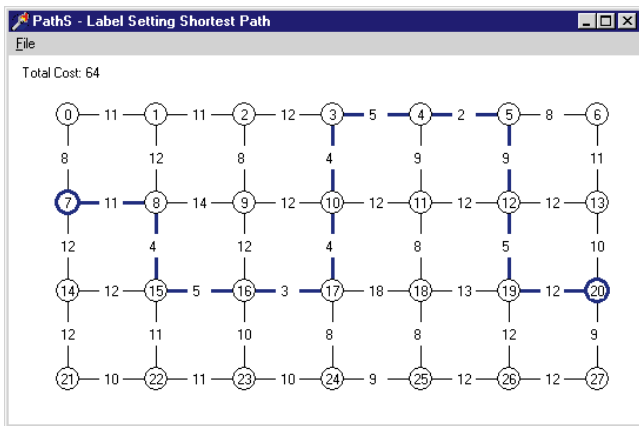 PathS - Label Setting Shortest Path
File
Total Cost: 64
0 11 1 11 2 12 3 5 4 2 5 8 6
8 12 8 4 9 9 11
7 11 8 14 9 12 10 12 11 12 12 12 13
12 4 12 4 8 5 10
14 12 15 5 16 3 17 18 18 13 19 12 20
12 11 10 8 8 12 9
21 10 22 11 23 10 24 9 25 12 26 12 27